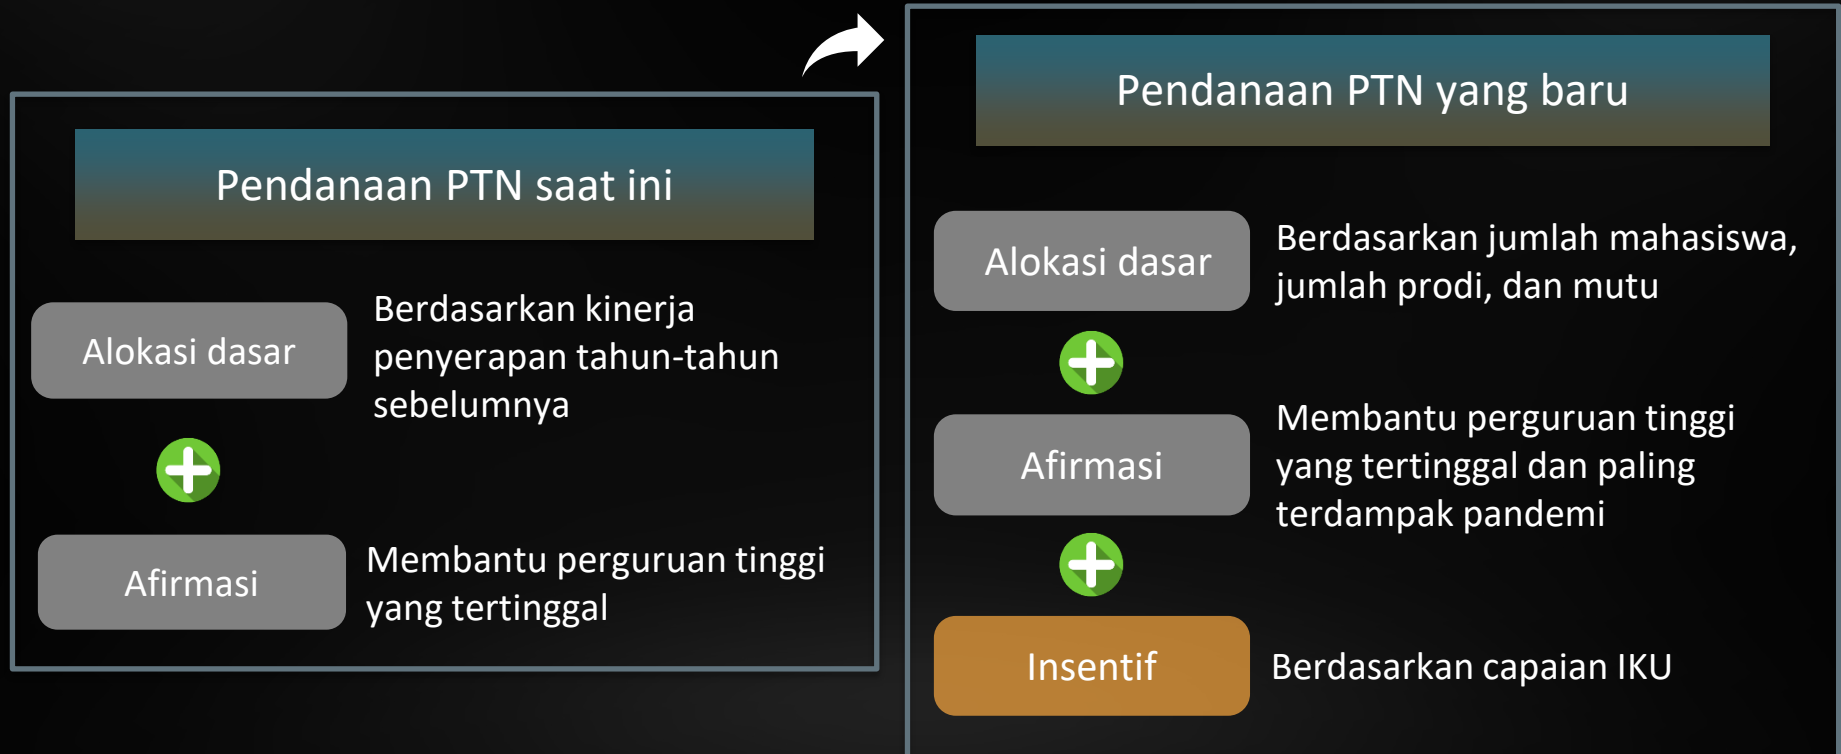 Pendanaan PTN saat ini
Alokasi dasar
Berdasarkan kinerja
penyerapan tahun-tahun
sebelumnya
Afirmasi
Membantu perguruan tinggi
yang tertinggal
Pendanaan PTN yang baru
Alokasi dasar
Berdasarkan jumlah mahasiswa,
jumlah prodi, dan mutu
Afirmasi
Membantu perguruan tinggi
yang tertinggal dan paling
terdampak pandemi
Insentif
Berdasarkan capaian IKU